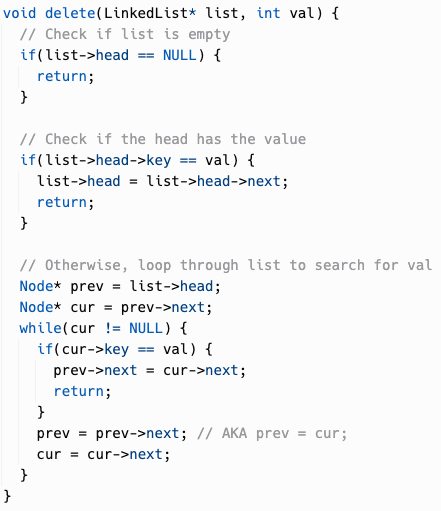 void delete(LinkedList* list, int val) {
  // Check if list is empty
  if(list->head == NULL) {
    return;
  }

  // Check if the head has the value
  if(list->head->key == val) {
    list->head = list->head->next;
    return;
  }

  // Otherwise, loop through list to search for val
  Node* prev = list->head;
  Node* cur = prev->next;
  while(cur != NULL) {
    if(cur->key == val) {
      prev->next = cur->next;
      return;
    }
    prev = prev->next; // AKA prev = cur;
    cur = cur->next;
  }
}